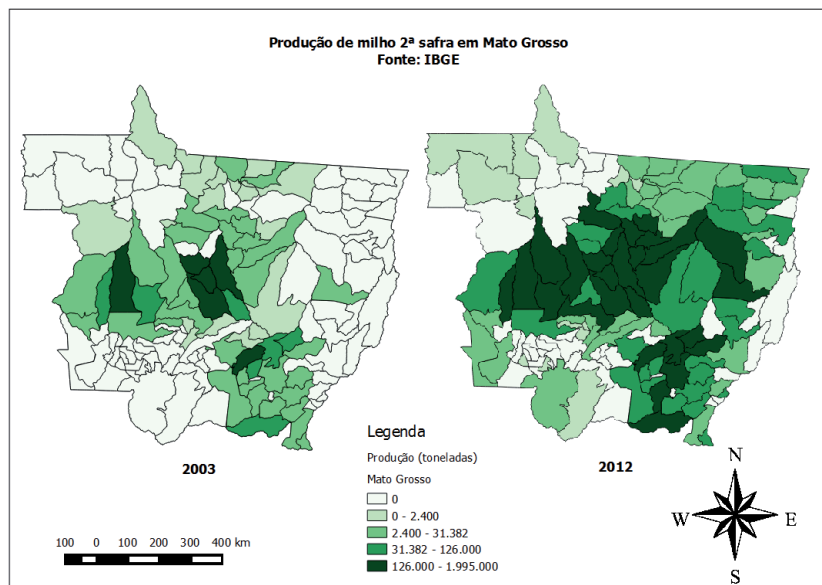 Produção de milho 2ª safra em Mato Grosso
Fonte: IBGE
2003
2012
Legenda
Produção (toneladas)
Mato Grosso
0
0 - 2.400
2.400 - 31.382
31.382 - 126.000
126.000 - 1.995.000
100 0 100 200 300 400 km
N
W E
S